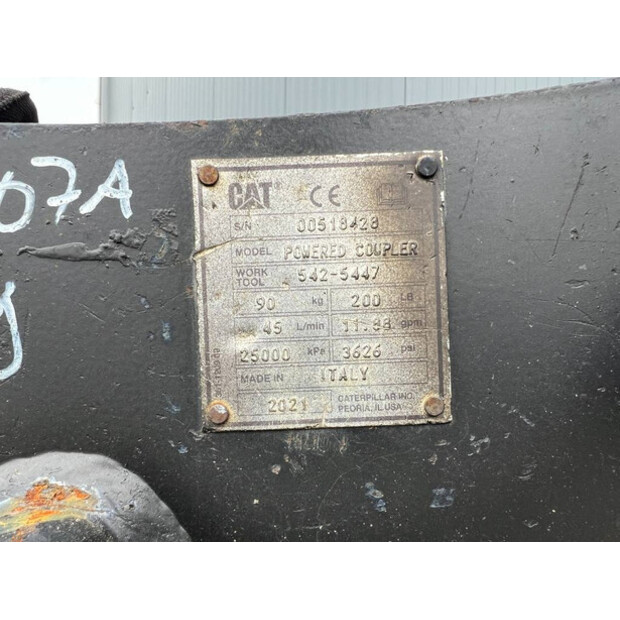 07A
CAT CE
S/N 00518428
MODEL POWERED COUPLER
WORK TOOL 542-5447
90 kg 200 LB
45 L/min 11.88 gpm
25000 kPa 3626 psi
MADE IN ITALY
2021 CATERPILLAR INC.
PEORIA, IL USA